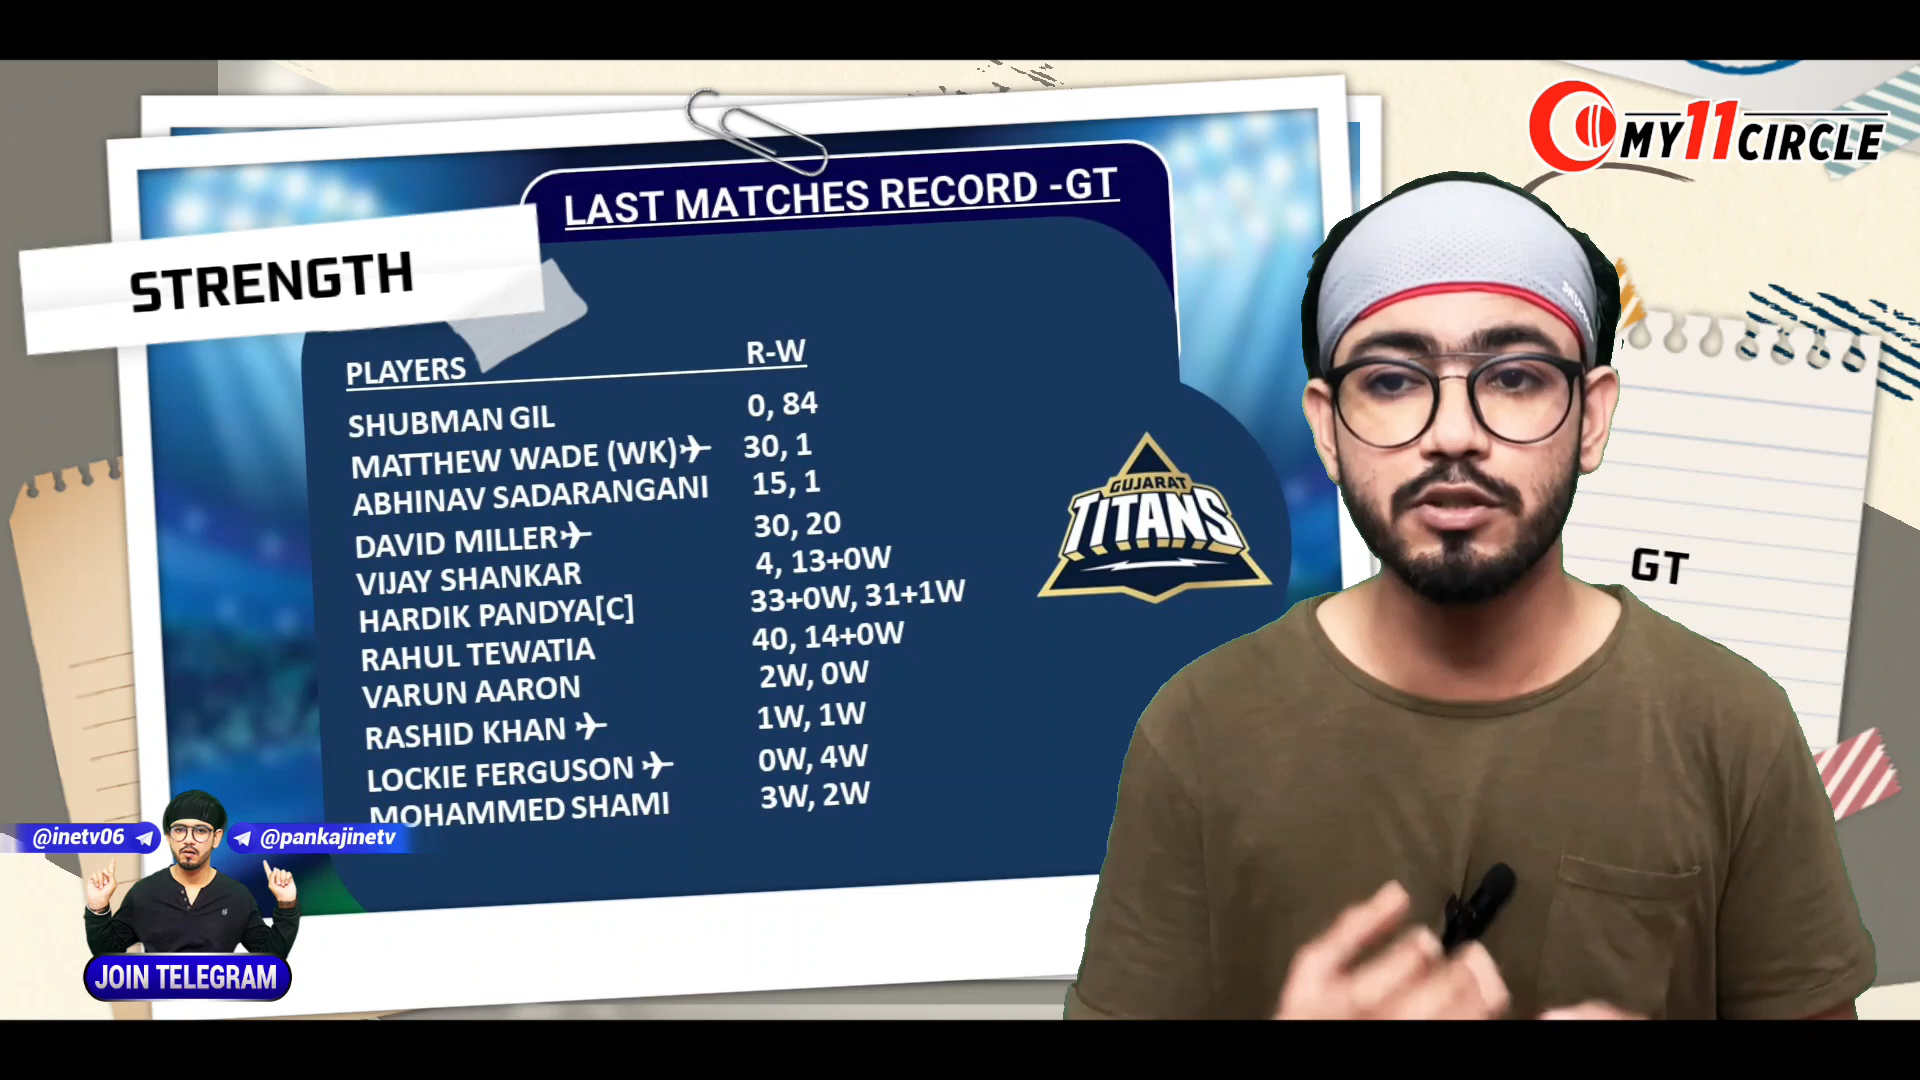 MY11CIRCLE
LAST MATCHES RECORD -GT
STRENGTH
PLAYERS R-W
SHUBMAN GIL 0, 84
MATTHEW WADE (WK)✈ 30, 1
ABHINAV SADARANGANI 15, 1
DAVID MILLER✈ 30, 20
VIJAY SHANKAR 4, 13+0W
HARDIK PANDYA[C] 33+0W, 31+1W
RAHUL TEWATIA 40, 14+0W
VARUN AARON 2W, 0W
RASHID KHAN ✈ 1W, 1W
LOCKIE FERGUSON ✈ 0W, 4W
MOHAMMED SHAMI 3W, 2W
GUJARAT
TITANS
GT
@inetv06 @pankajinetv
JOIN TELEGRAM